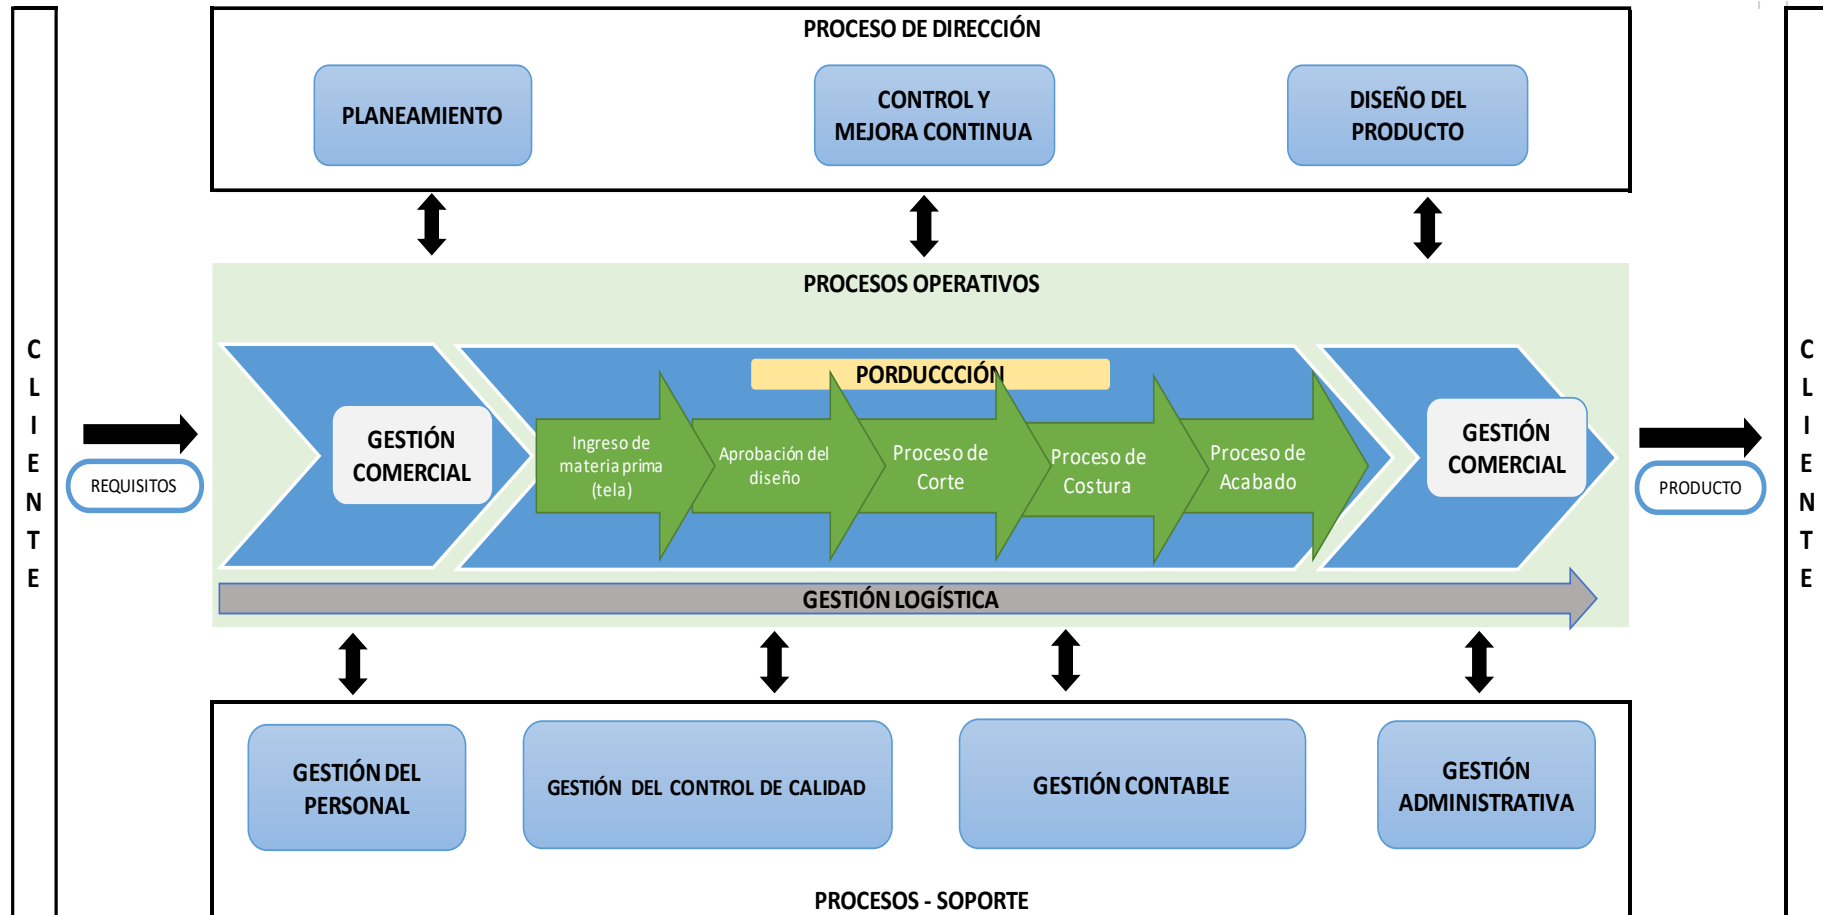 PROCESO DE DIRECCIÓN
PLANEAMIENTO
CONTROL Y
MEJORA CONTINUA
DISEÑO DEL
PRODUCTO
C
L
I
E
N
T
E
REQUISITOS
PROCESOS OPERATIVOS
GESTIÓN
COMERCIAL
PORDUCCCIÓN
Ingreso de
materia prima
(tela)
Aprobación del
diseño
Proceso de
Corte
Proceso de
Costura
Proceso de
Acabado
GESTIÓN
COMERCIAL
GESTIÓN LOGÍSTICA
PRODUCTO
C
L
I
E
N
T
E
GESTIÓN DEL
PERSONAL
GESTIÓN DEL CONTROL DE CALIDAD
GESTIÓN CONTABLE
GESTIÓN
ADMINISTRATIVA
PROCESOS - SOPORTE